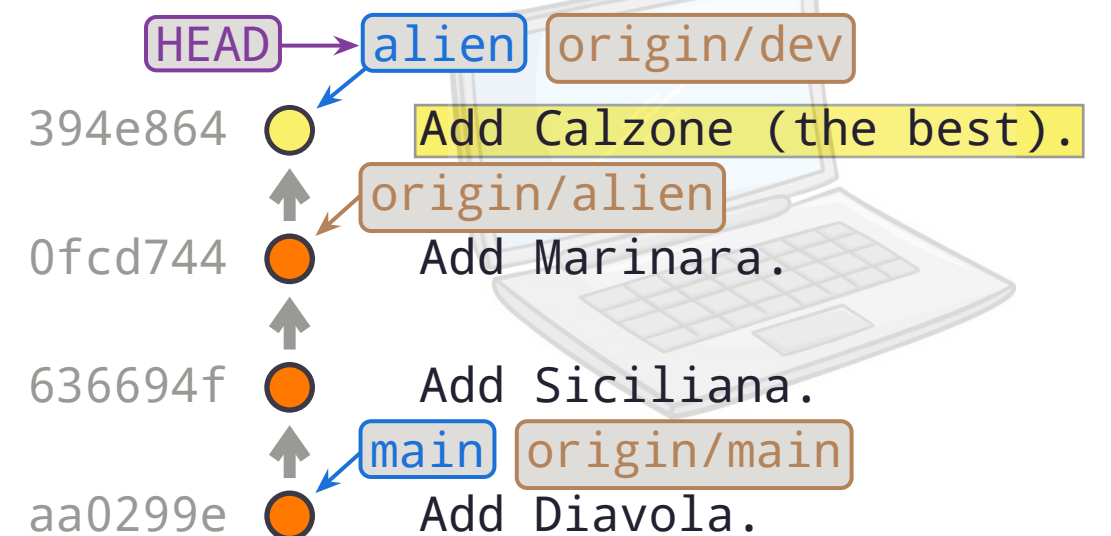 HEAD alien origin/dev
394e864 Add Calzone (the best).
origin/alien
0fcd744 Add Marinara.
636694f Add Siciliana.
main origin/main
aa0299e Add Diavola.